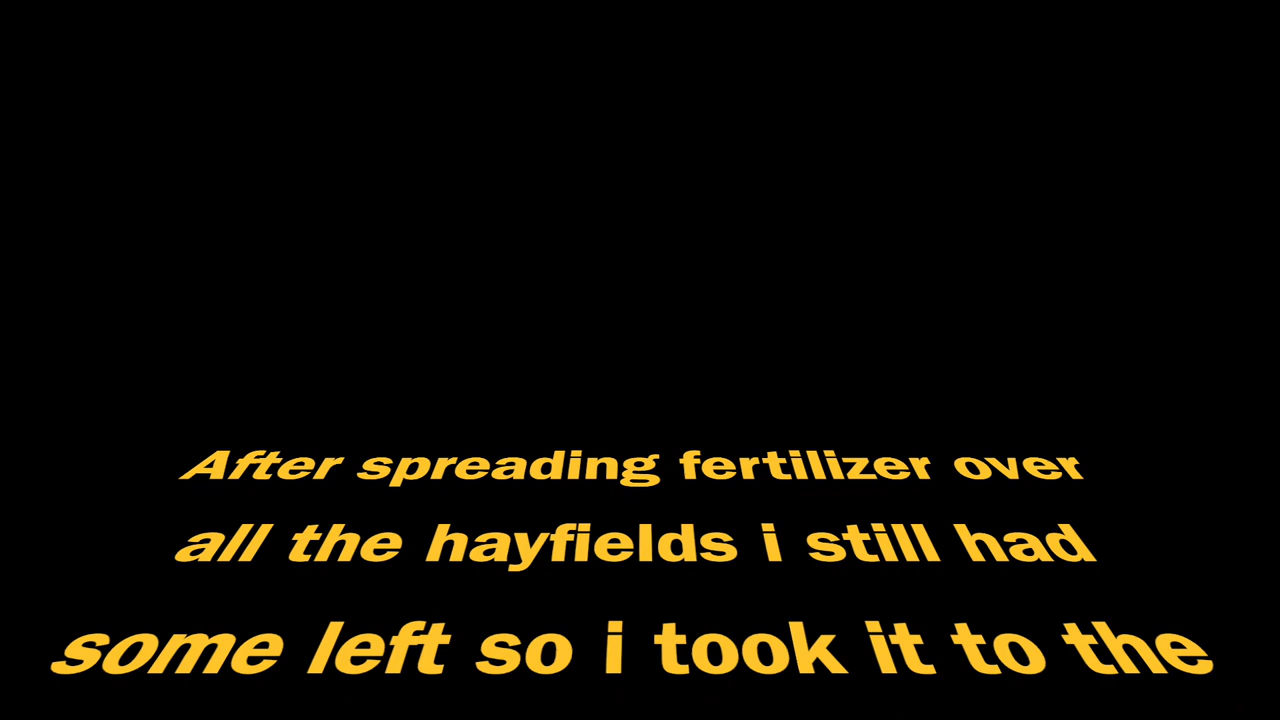 After spreading fertilizer over
all the hayfields i still had
some left so i took it to the